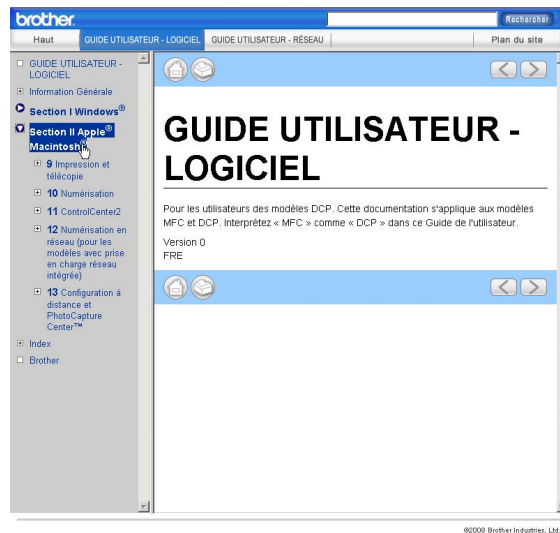 brother.
Rechercher
Haut
GUIDE UTILISATEUR - LOGICIEL
GUIDE UTILISATEUR - RÉSEAU
Plan du site
GUIDE UTILISATEUR -
LOGICIEL
Information Générale
Section I Windows®
Section II Apple®
Macintosh®
9 Impression et
télécopie
10 Numérisation
11 ControlCenter2
12 Numérisation en
réseau (pour les
modèles avec prise
en charge réseau
intégrée)
13 Configuration à
distance et
PhotoCapture
Center™
Index
Brother
GUIDE UTILISATEUR -
LOGICIEL
Pour les utilisateurs des modèles DCP. Cette documentation s'applique aux modèles
MFC et DCP. Interprétez « MFC » comme « DCP » dans ce Guide de l'utilisateur.
Version 0
FRE
©2008 Brother Industries, Ltd.